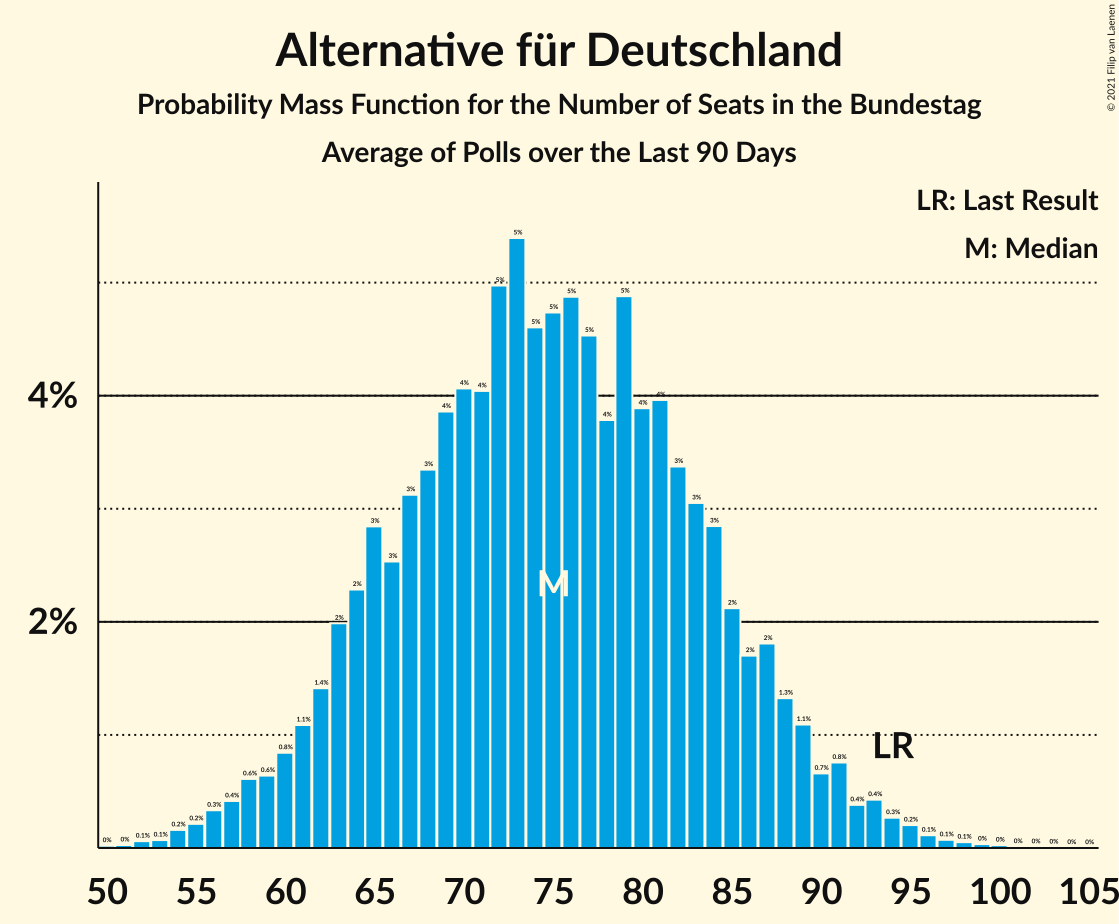 Alternative für Deutschland
Probability Mass Function for the Number of Seats in the Bundestag
Average of Polls over the Last 90 Days
© 2021 Filip van Laenen
LR: Last Result
M: Median
4%
2%
0% 0% 0.1% 0.1% 0.2% 0.2% 0.3% 0.4% 0.6% 0.6% 0.8% 1.1% 1.4% 2% 2% 3% 3% 3% 3% 4% 4% 4% 5% 5% 5% 5% 5% 5% 4% 5% 4% 4% 3% 3% 3% 2% 2% 2% 1.3% 1.1% 0.7% 0.8% 0.4% 0.4% 0.3% 0.2% 0.1% 0.1% 0.1% 0% 0% 0% 0% 0% 0% 0%
M
LR
50 55 60 65 70 75 80 85 90 95 100 105